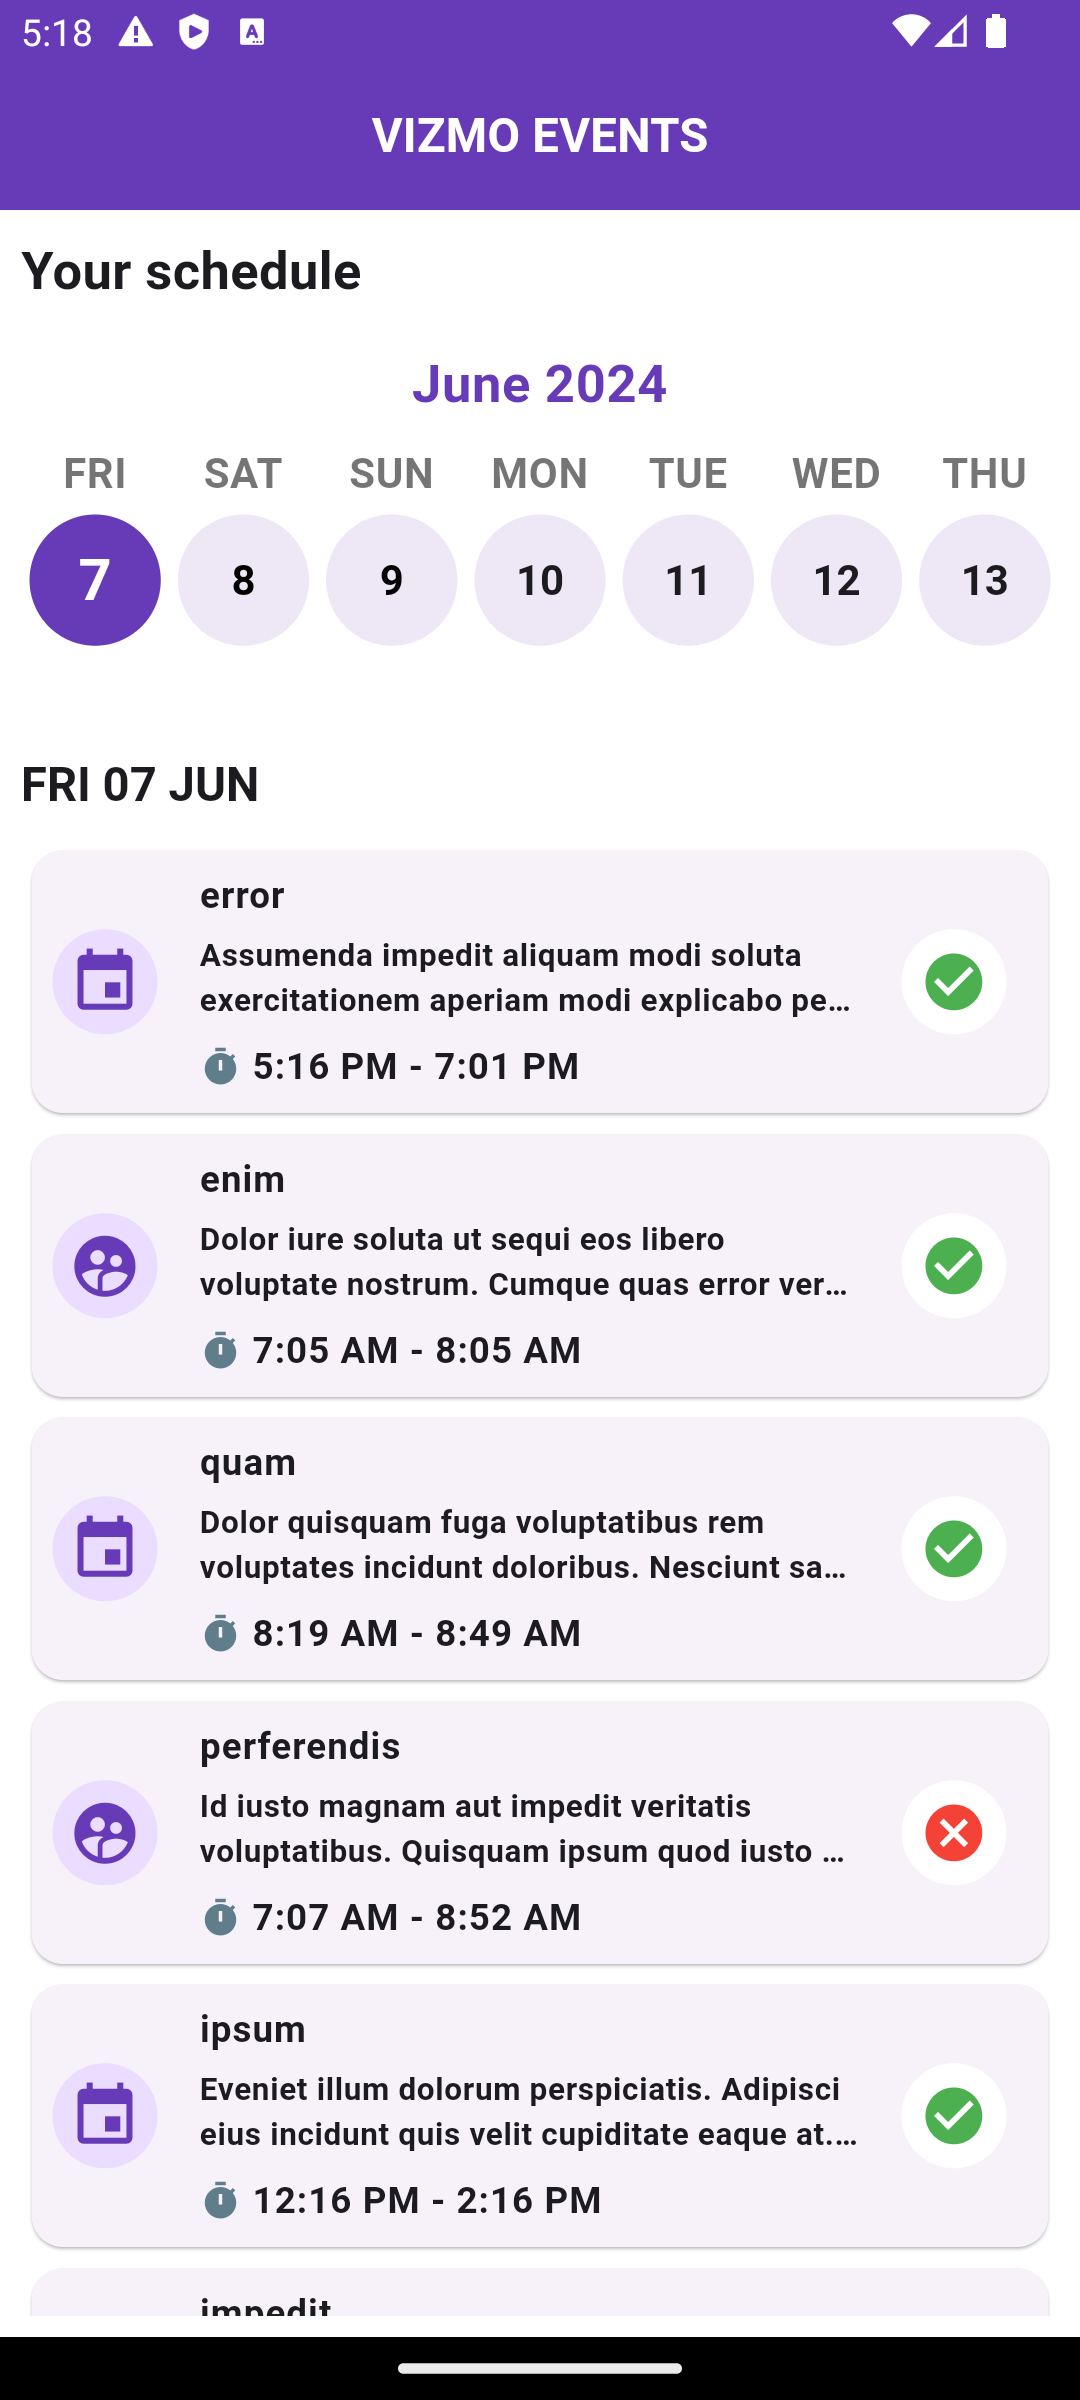 5:18
VIZMO EVENTS
Your schedule
June 2024
FRI SAT SUN MON TUE WED THU
7 8 9 10 11 12 13
FRI 07 JUN
error
Assumenda impedit aliquam modi soluta
exercitationem aperiam modi explicabo pe…
5:16 PM - 7:01 PM
enim
Dolor iure soluta ut sequi eos libero
voluptate nostrum. Cumque quas error ver…
7:05 AM - 8:05 AM
quam
Dolor quisquam fuga voluptatibus rem
voluptates incidunt doloribus. Nesciunt sa…
8:19 AM - 8:49 AM
perferendis
Id iusto magnam aut impedit veritatis
voluptatibus. Quisquam ipsum quod iusto …
7:07 AM - 8:52 AM
ipsum
Eveniet illum dolorum perspiciatis. Adipisci
eius incidunt quis velit cupiditate eaque at.…
12:16 PM - 2:16 PM
impedit